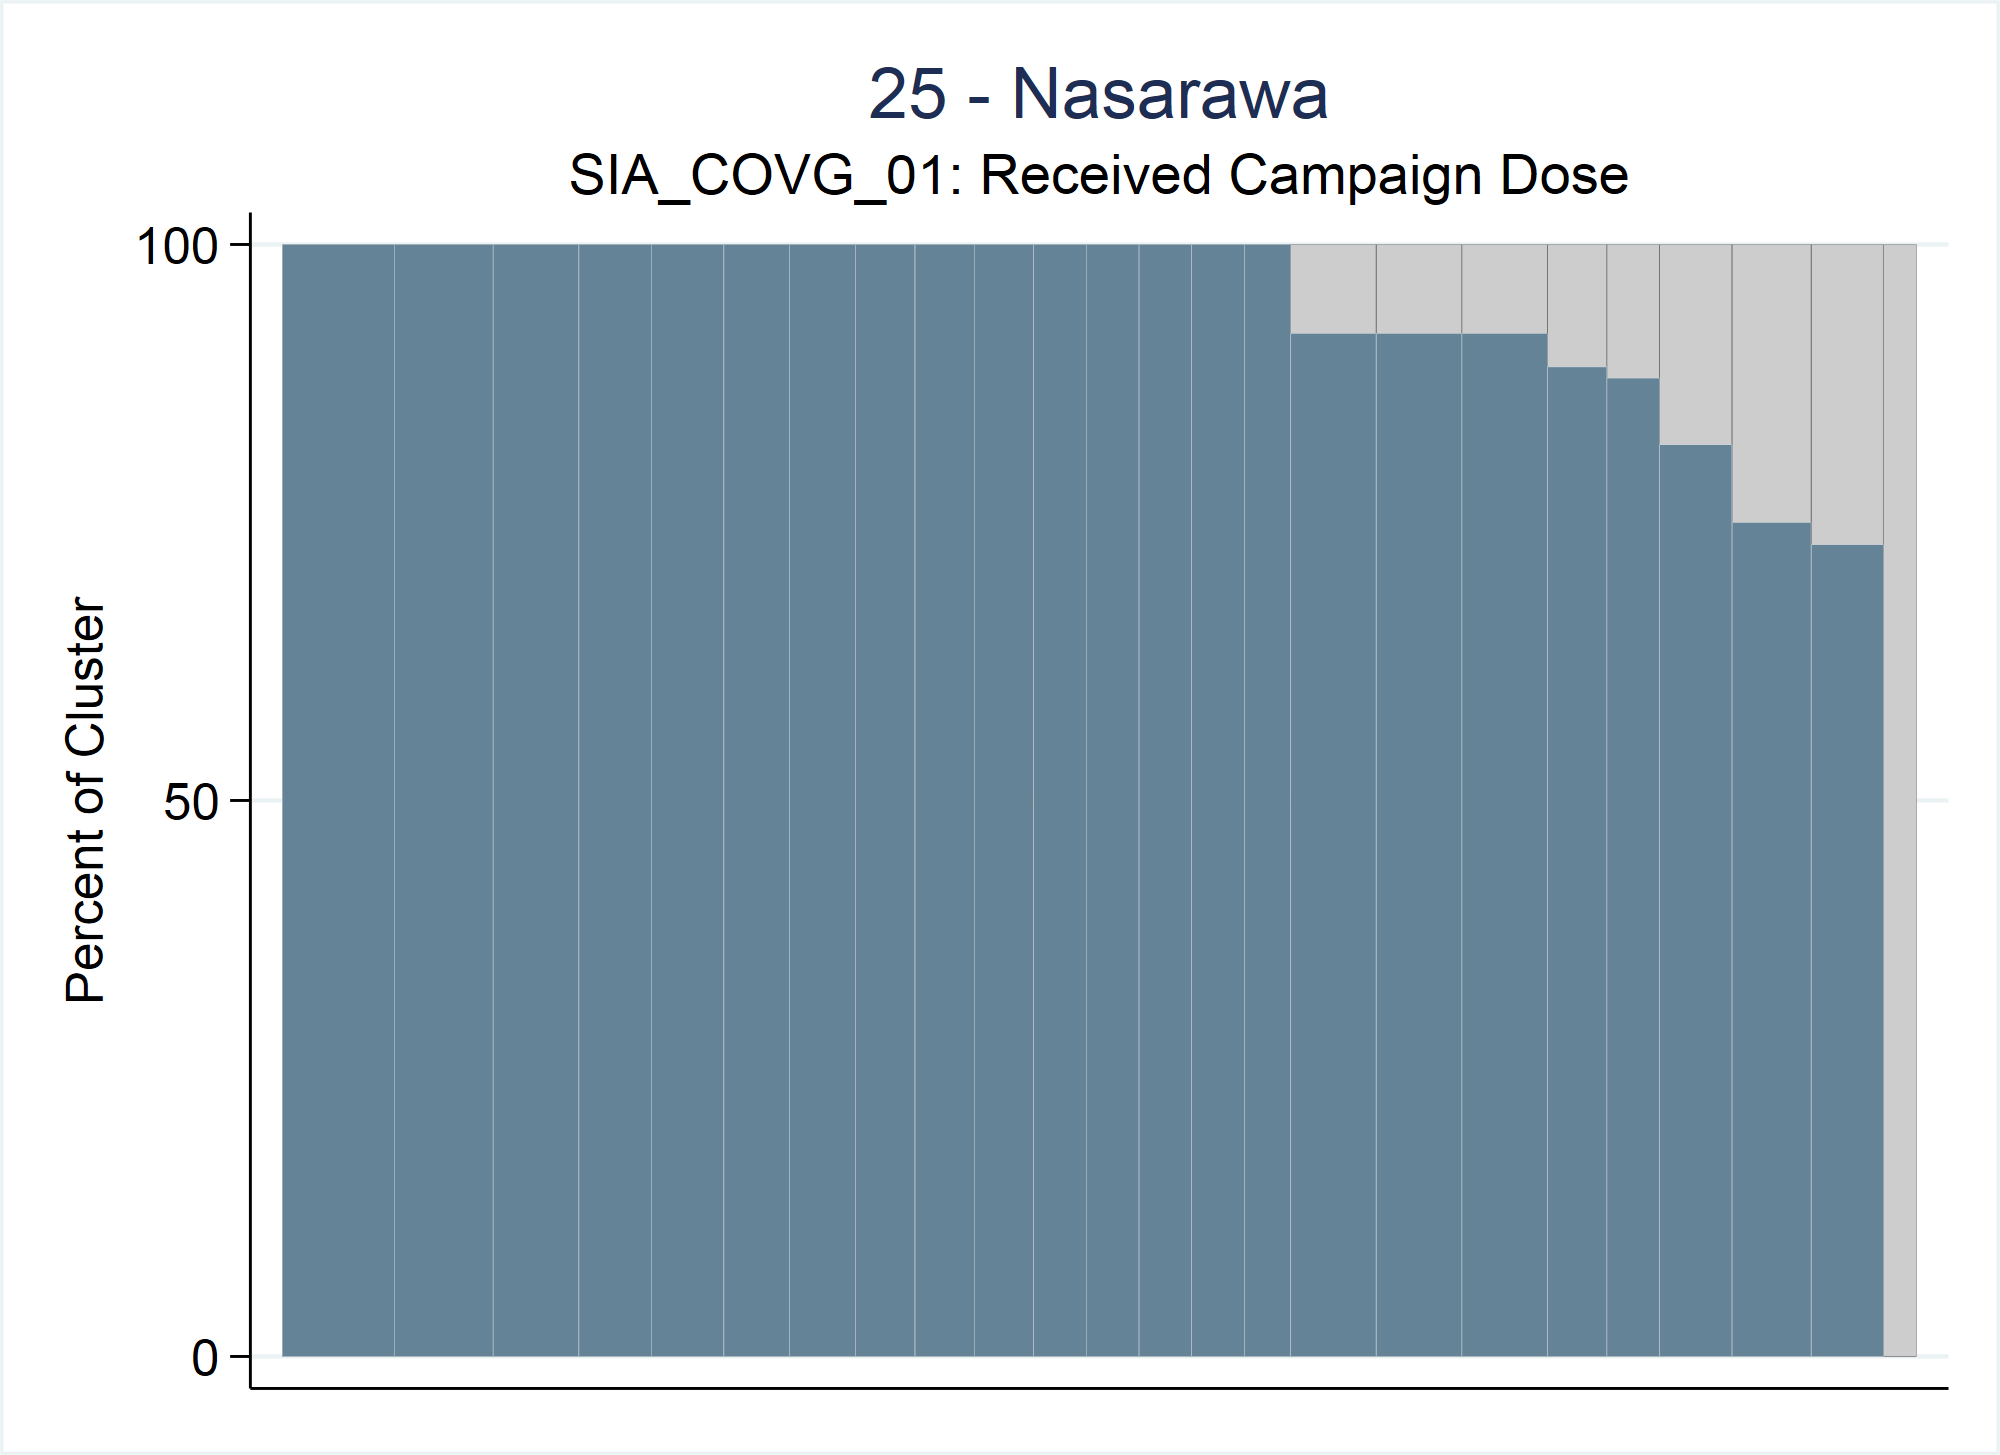 25 - Nasarawa
SIA_COVG_01: Received Campaign Dose
100
50
0
Percent of Cluster